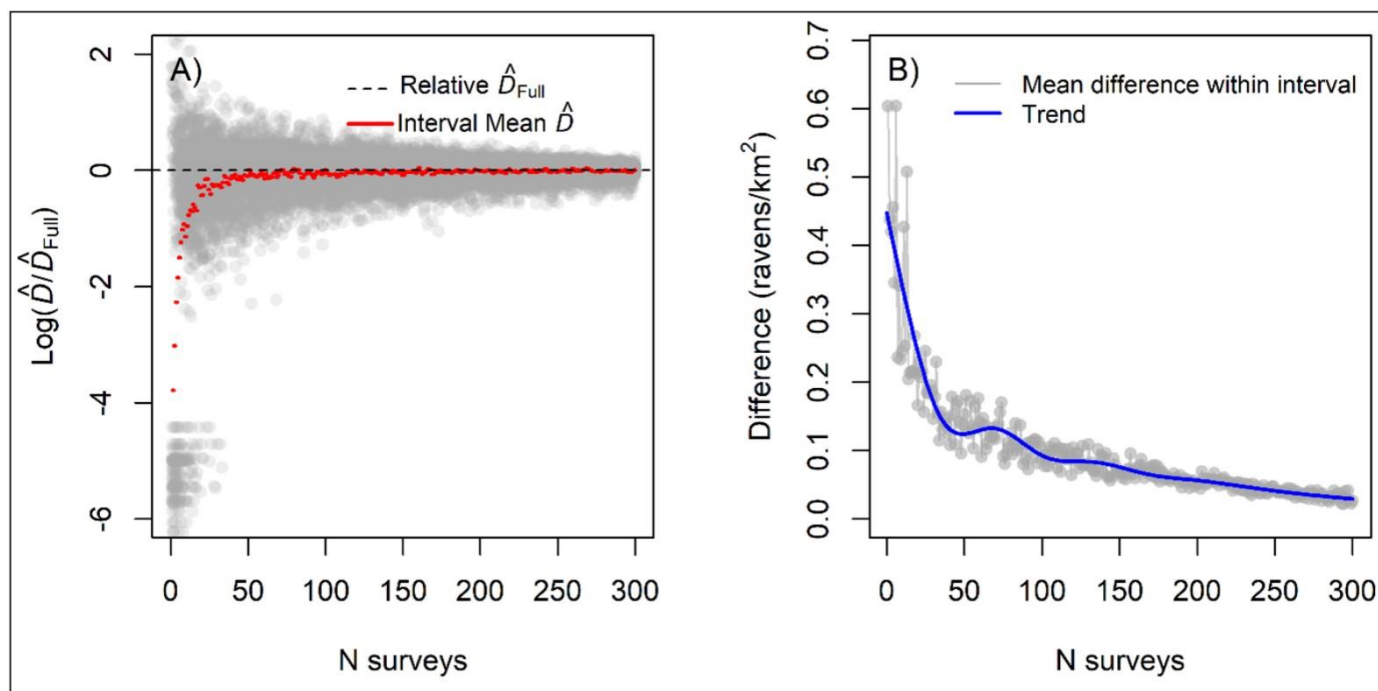 A)
Relative D̂Full
Interval Mean D̂
Log(D̂/D̂Full)
2
0
-2
-4
-6
0 50 100 150 200 250 300
N surveys
B)
Mean difference within interval
Trend
Difference (ravens/km²)
0.7
0.6
0.5
0.4
0.3
0.2
0.1
0.0
0 50 100 150 200 250 300
N surveys